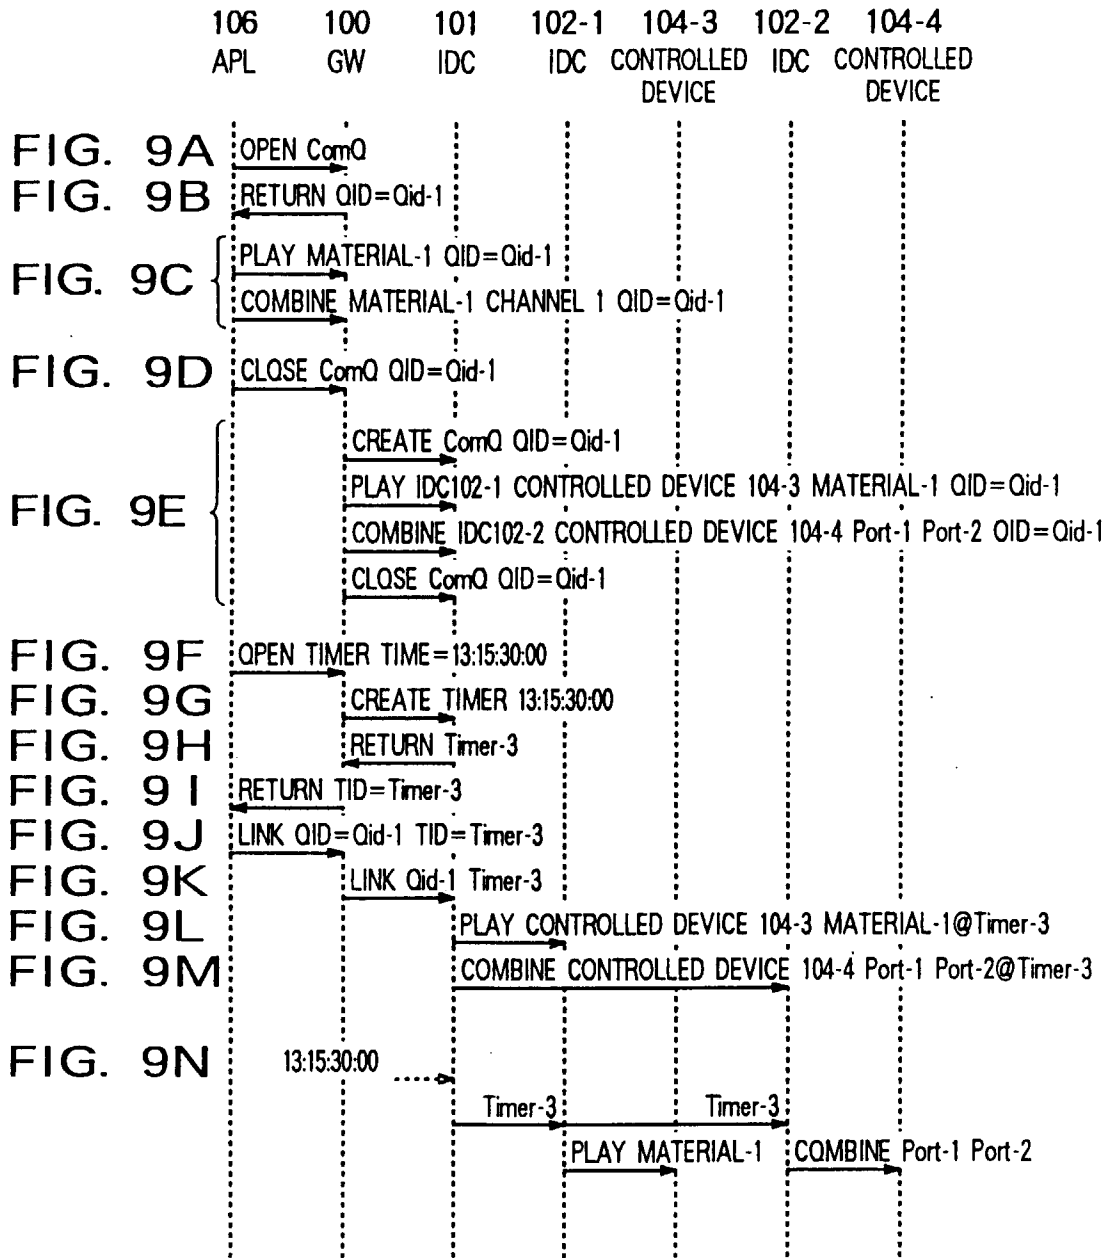 106 100 101 102-1 104-3 102-2 104-4
APL GW IDC IDC CONTROLLED DEVICE IDC CONTROLLED DEVICE
FIG. 9A OPEN ComQ
FIG. 9B RETURN QID=Qid-1
FIG. 9C PLAY MATERIAL-1 QID=Qid-1
COMBINE MATERIAL-1 CHANNEL 1 QID=Qid-1
FIG. 9D CLOSE ComQ QID=Qid-1
FIG. 9E CREATE ComQ QID=Qid-1
PLAY IDC102-1 CONTROLLED DEVICE 104-3 MATERIAL-1 QID=Qid-1
COMBINE IDC102-2 CONTROLLED DEVICE 104-4 Port-1 Port-2 OID=Qid-1
CLOSE ComQ QID=Qid-1
FIG. 9F OPEN TIMER TIME=13:15:30:00
FIG. 9G CREATE TIMER 13:15:30:00
FIG. 9H RETURN Timer-3
FIG. 9I RETURN TID=Timer-3
FIG. 9J LINK QID=Qid-1 TID=Timer-3
FIG. 9K LINK Qid-1 Timer-3
FIG. 9L PLAY CONTROLLED DEVICE 104-3 MATERIAL-1@Timer-3
FIG. 9M COMBINE CONTROLLED DEVICE 104-4 Port-1 Port-2@Timer-3
FIG. 9N 13:15:30:00
Timer-3 Timer-3
PLAY MATERIAL-1 COMBINE Port-1 Port-2